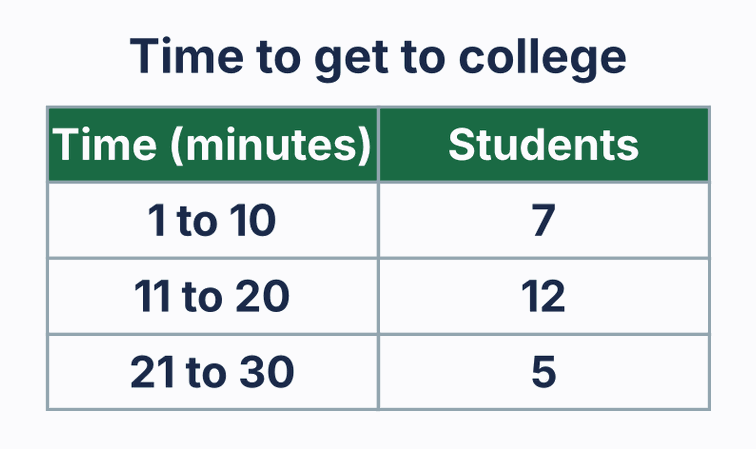 Time to get to college
Time (minutes) Students
1 to 10 7
11 to 20 12
21 to 30 5